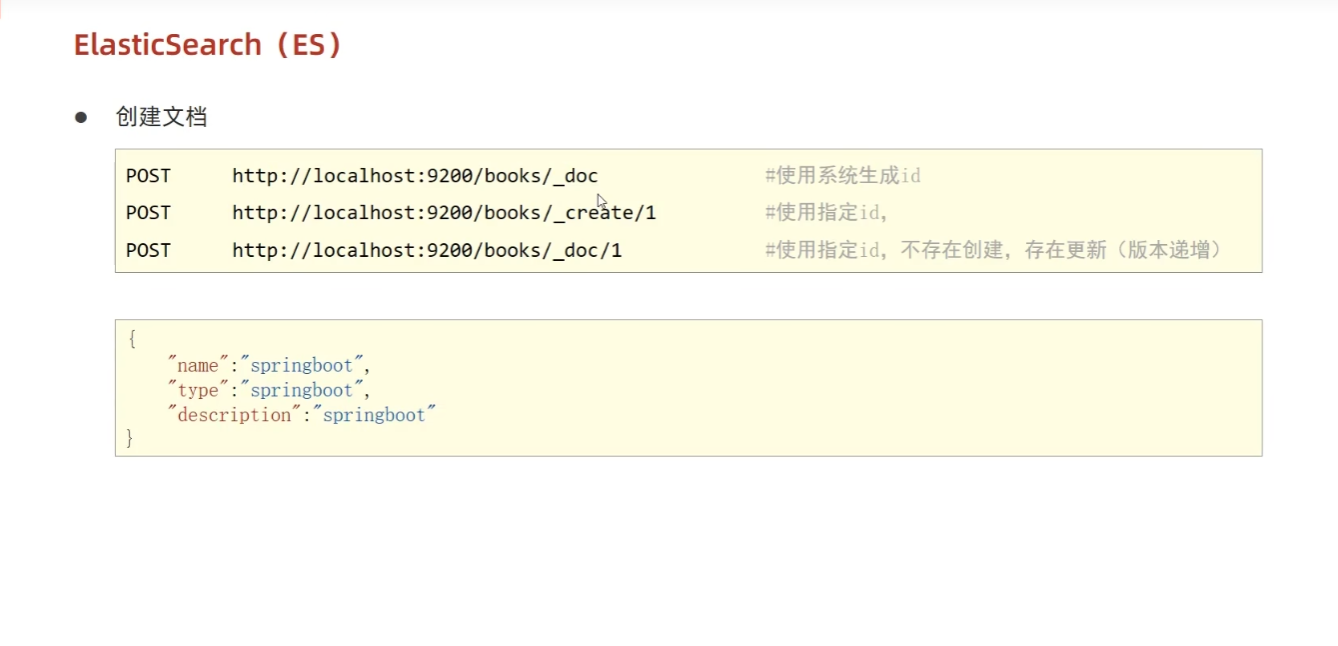 ElasticSearch（ES）
● 创建文档
POST http://localhost:9200/books/_doc #使用系统生成id
POST http://localhost:9200/books/_create/1 #使用指定id,
POST http://localhost:9200/books/_doc/1 #使用指定id，不存在创建，存在更新（版本递增）
{
"name":"springboot",
"type":"springboot",
"description":"springboot"
}